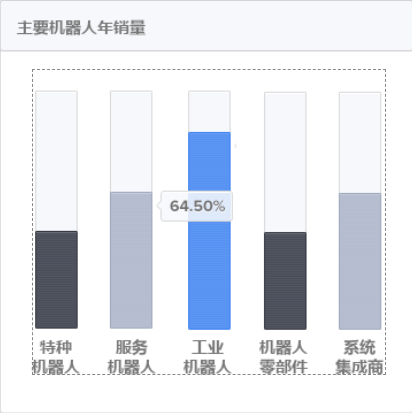 主要机器人年销量
64.50%
特种
机器人
服务
机器人
工业
机器人
机器人
零部件
系统
集成商